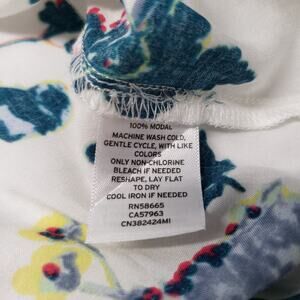 100% MODAL
MACHINE WASH COLD,
GENTLE CYCLE, WITH LIKE
COLORS
ONLY NON-CHLORINE
BLEACH IF NEEDED
RESHAPE, LAY FLAT
TO DRY
COOL IRON IF NEEDED
RN58665
CA57963
CN382424MI